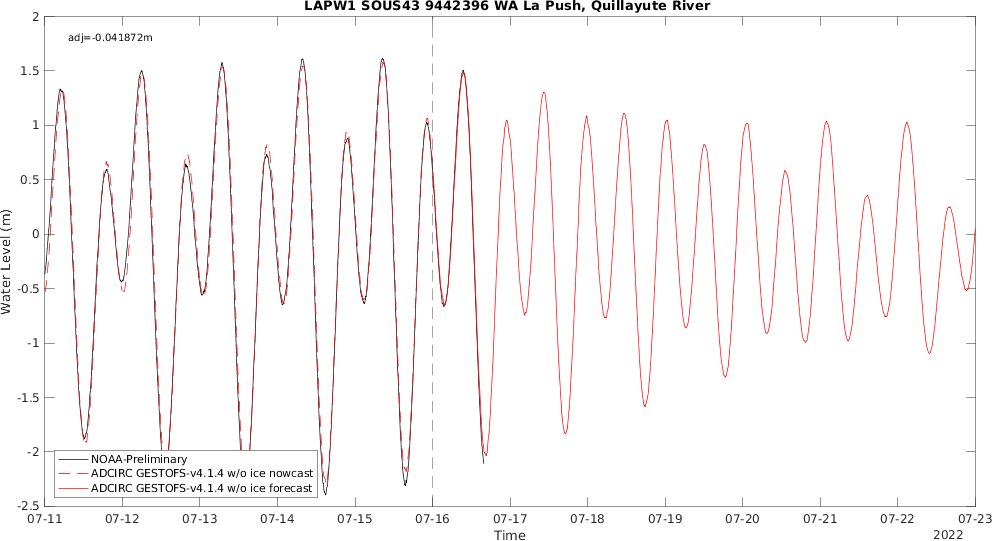 LAPW1 SOUS43 9442396 WA La Push, Quillayute River
adj=-0.041872m
Water Level (m)
2
1.5
1
0.5
0
-0.5
-1
-1.5
-2
-2.5
NOAA-Preliminary
ADCIRC GESTOFS-v4.1.4 w/o ice nowcast
ADCIRC GESTOFS-v4.1.4 w/o ice forecast
07-11 07-12 07-13 07-14 07-15 07-16 07-17 07-18 07-19 07-20 07-21 07-22 07-23
Time
2022